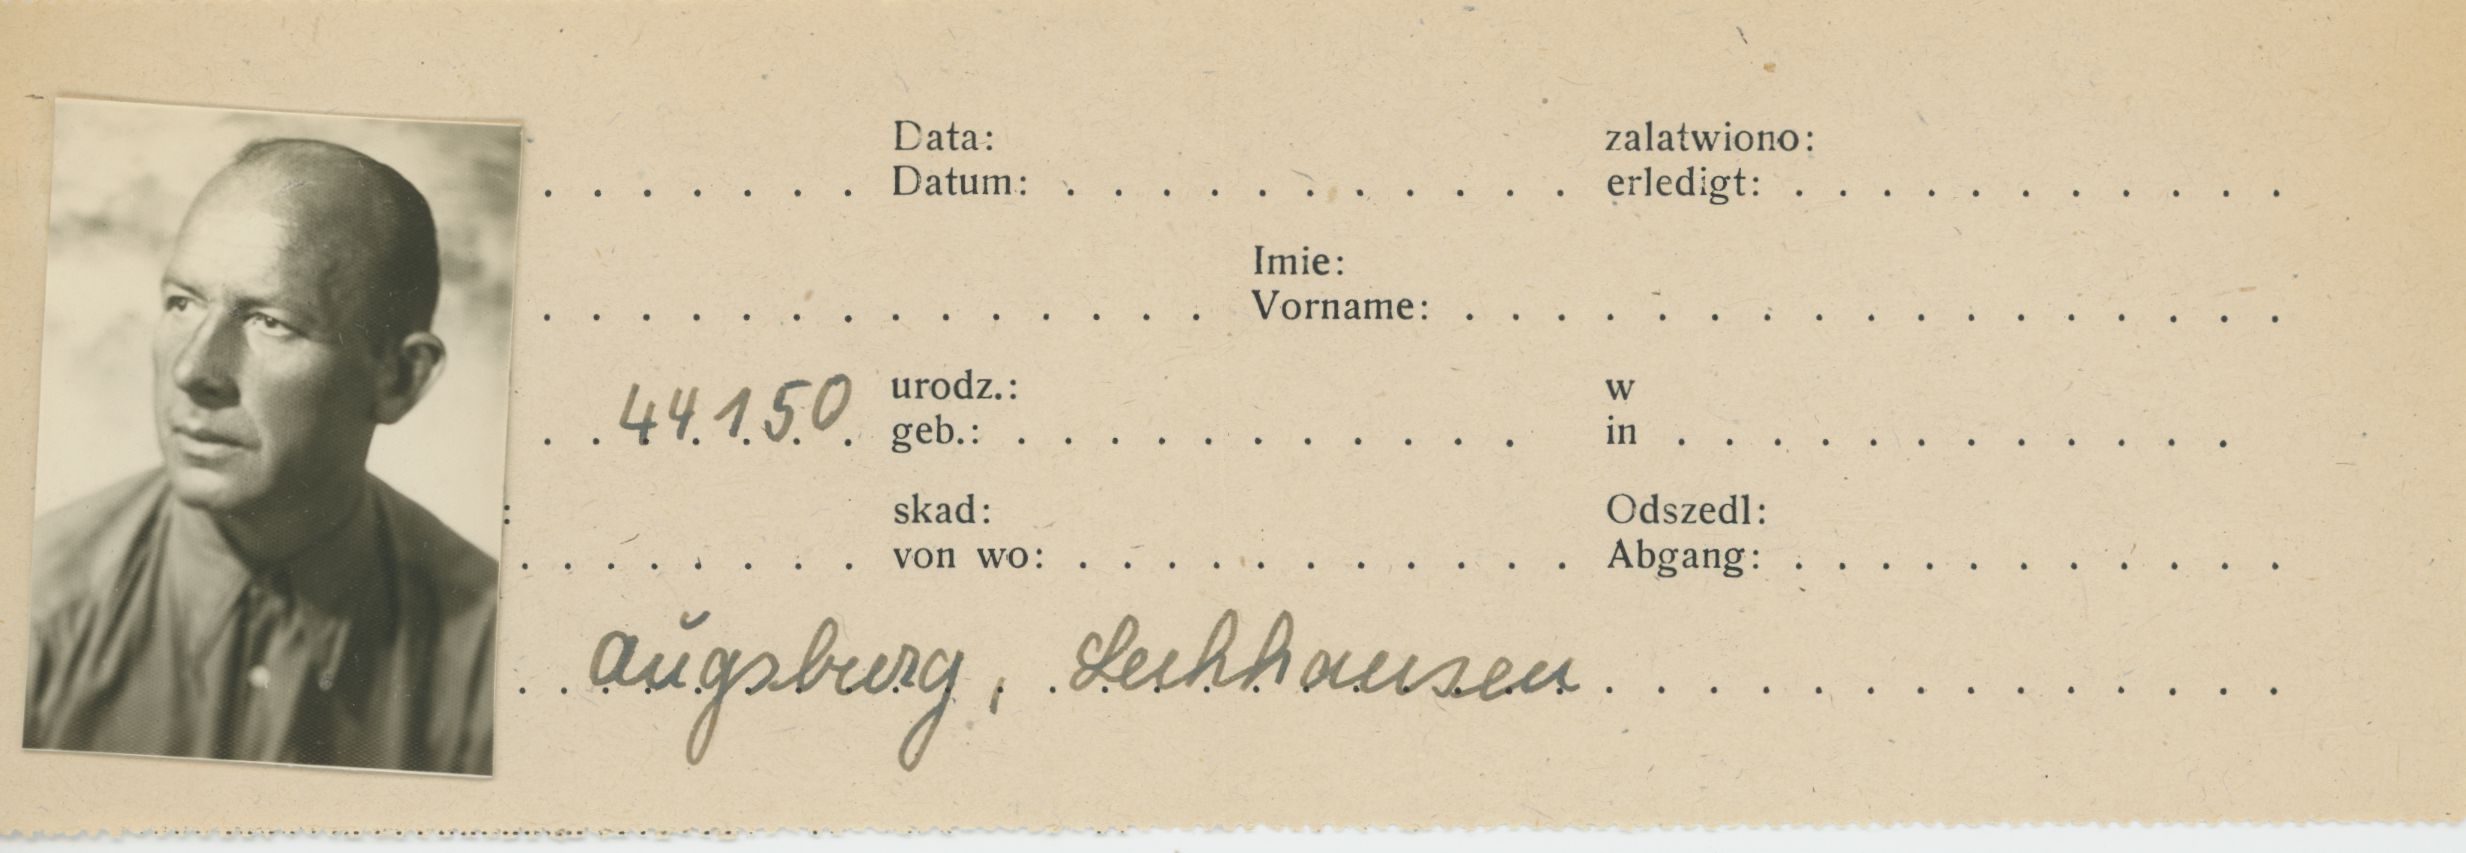 Data: zalatwiono:
Datum: erledigt:
Imie:
Vorname:
urodz.: w
44150 geb.: in
: skad: Odszedl:
von wo: Abgang:
Augsburg, Lechhausen